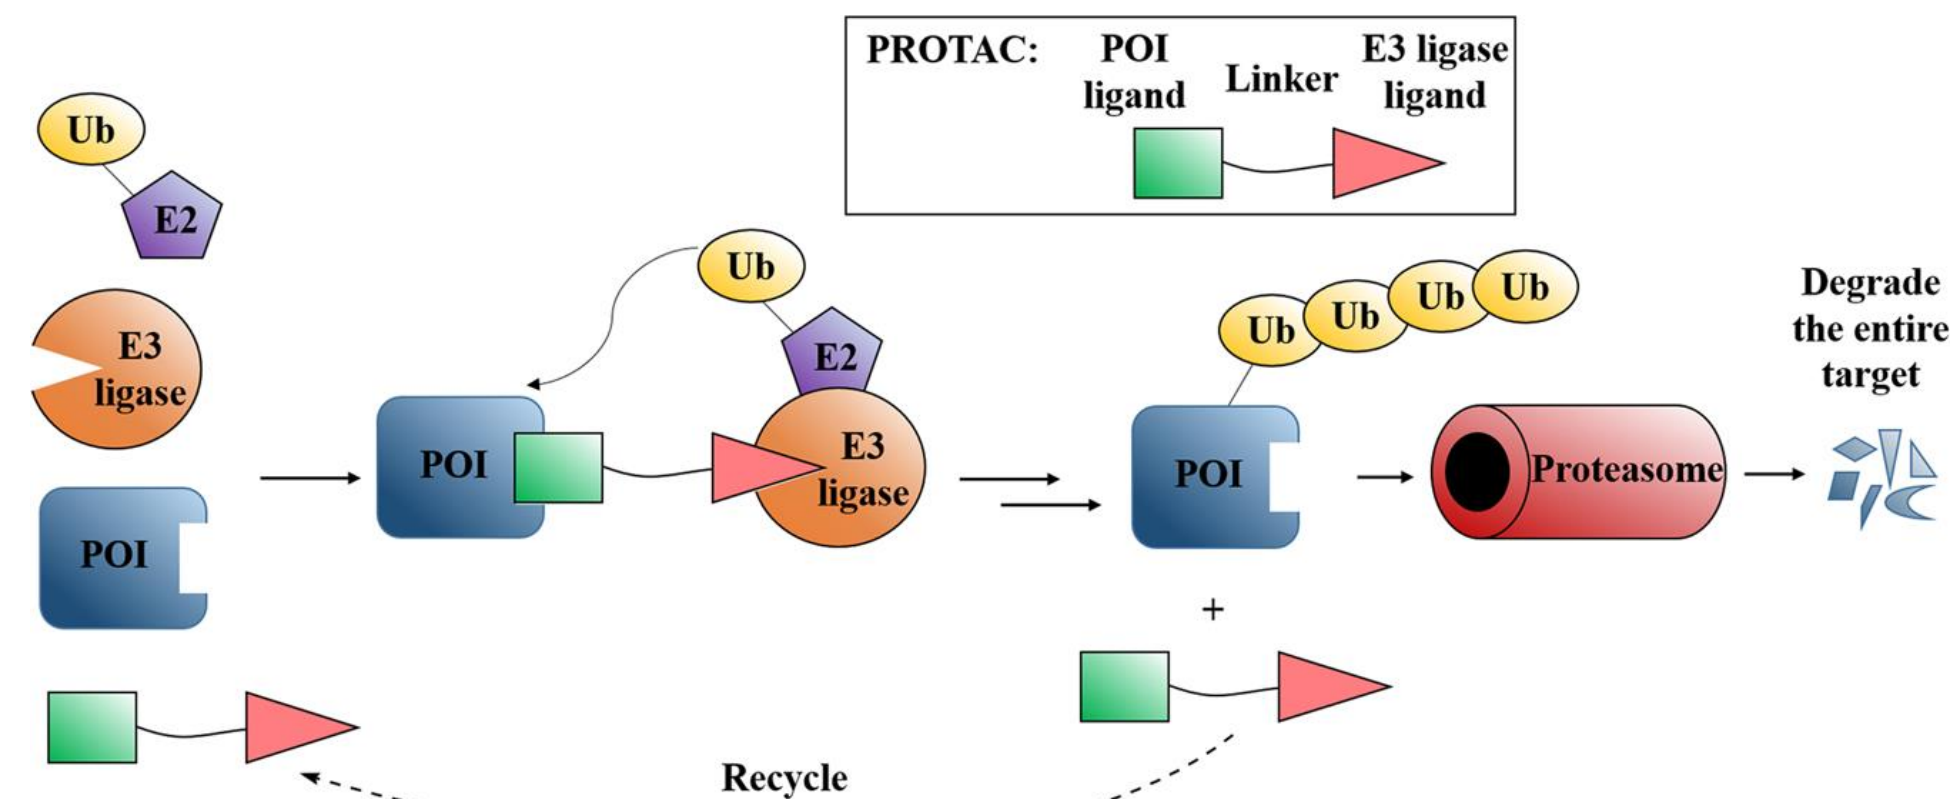 PROTAC:
POI
ligand
Linker
E3 ligase
ligand
Ub
E2
E3
ligase
POI
Ub
E2
POI
E3
ligase
Ub
Ub
Ub
Ub
POI
Proteasome
Degrade
the entire
target
+
Recycle